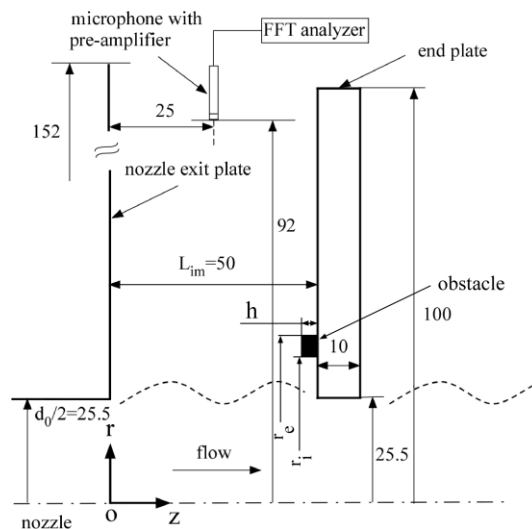 microphone with
pre-amplifier
FFT analyzer
end plate
25
152
nozzle exit plate
92
L_im=50
obstacle
h
100
10
d_0/2=25.5
r
r_e
r_i
flow
25.5
nozzle
o
z